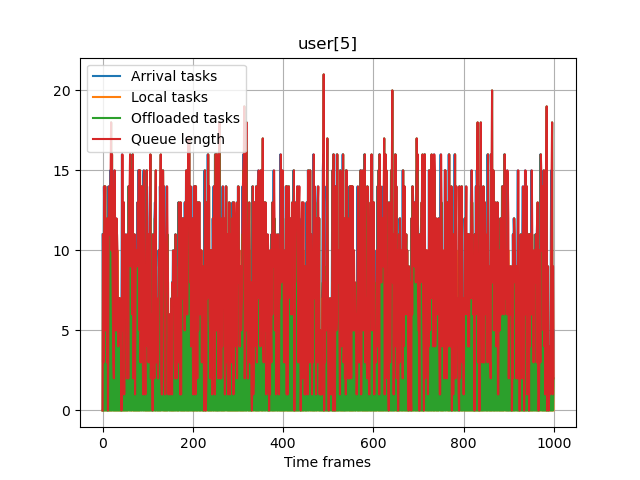 user[5]
Arrival tasks
Local tasks
Offloaded tasks
Queue length
20
15
10
5
0
0 200 400 600 800 1000
Time frames